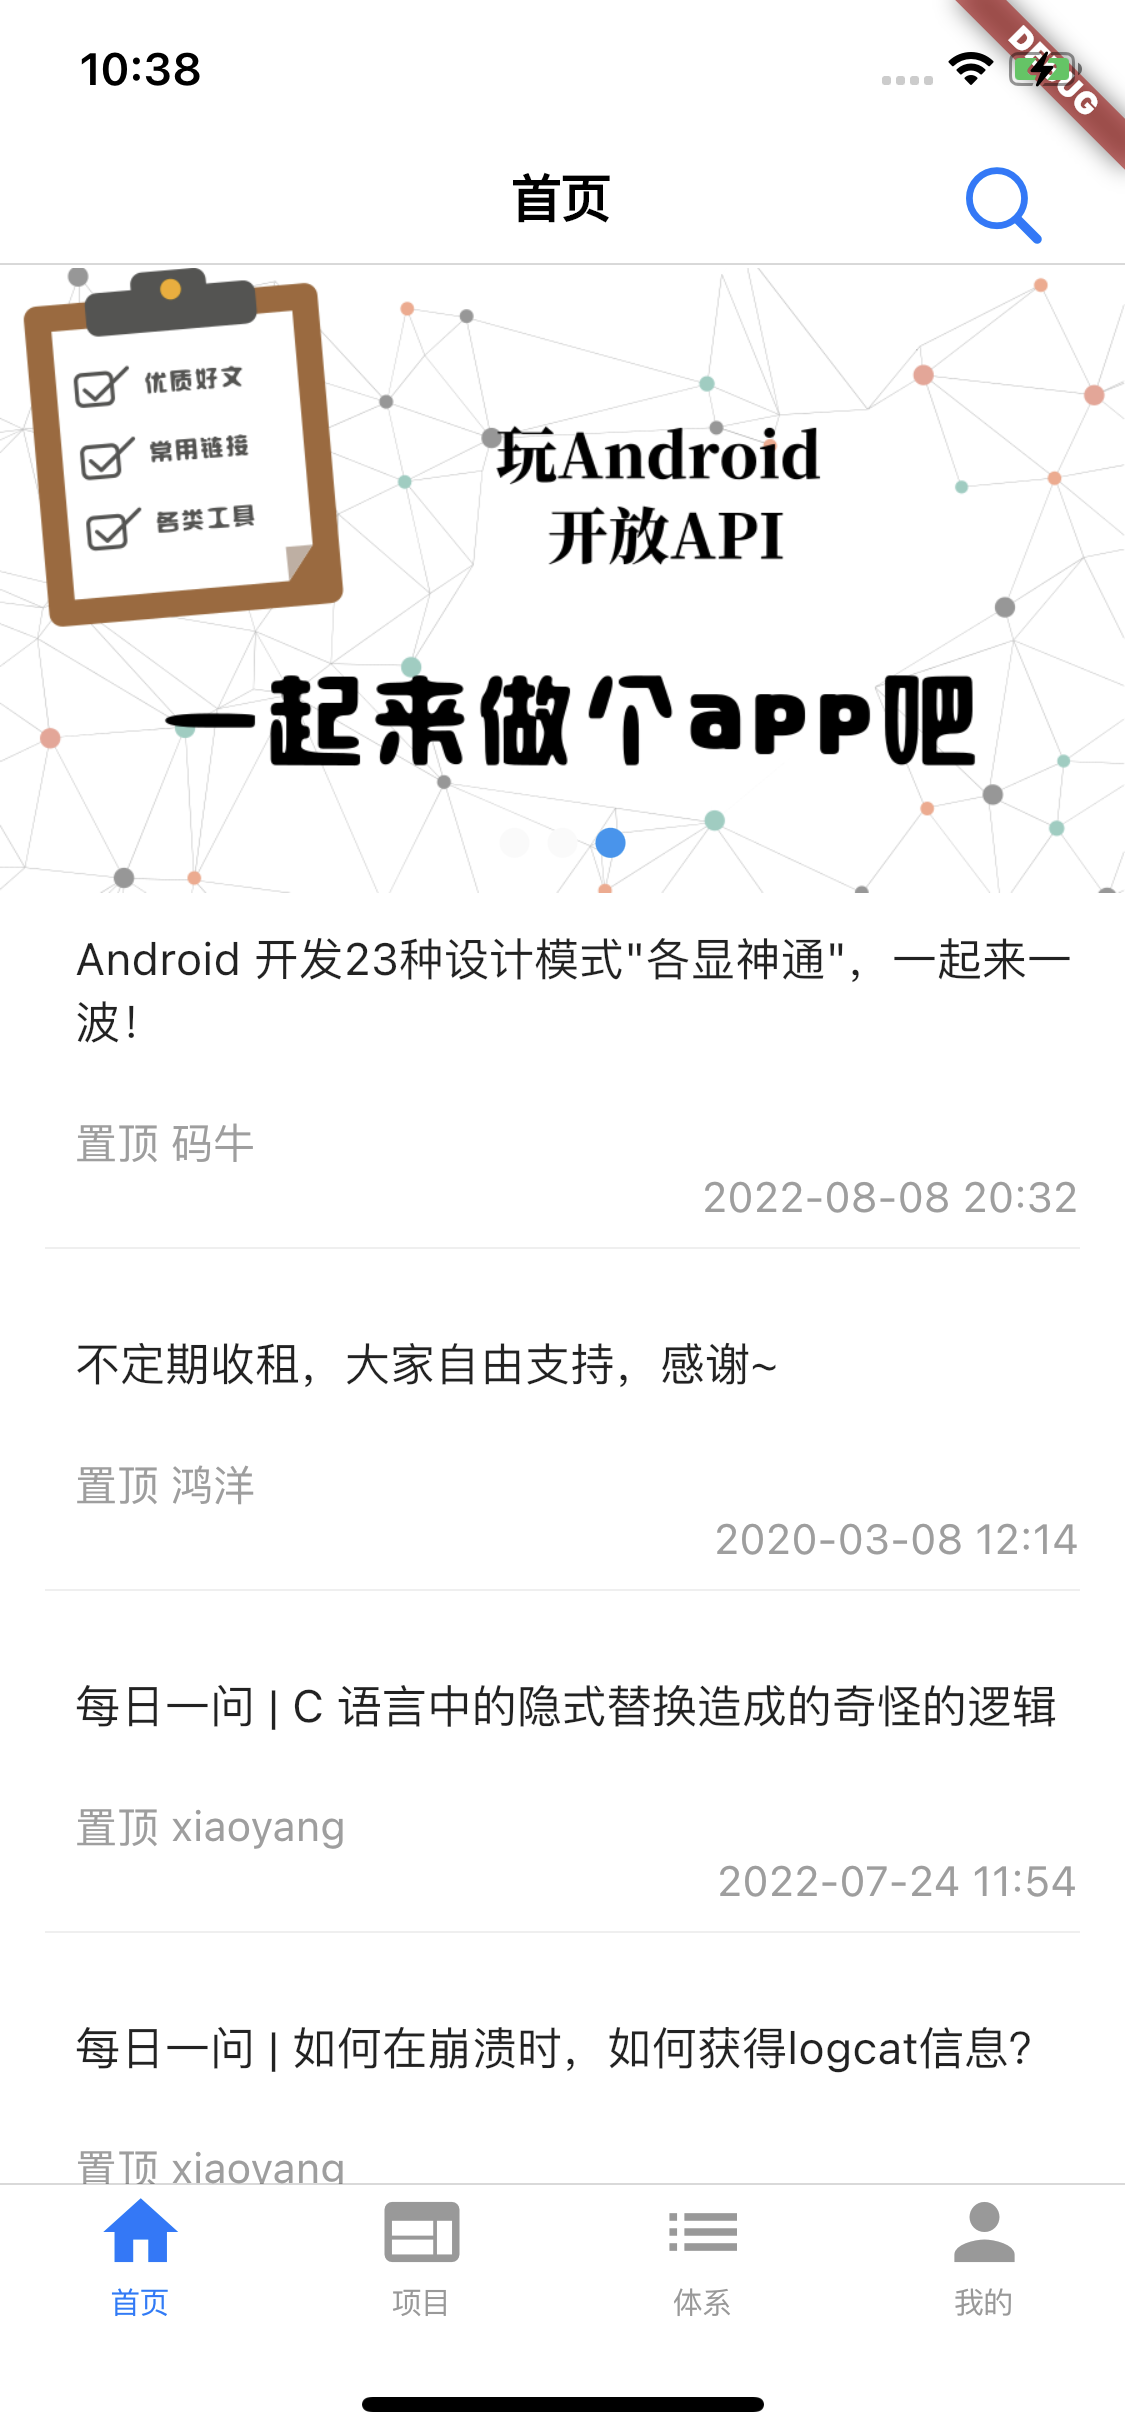 10:38
DEBUG
首页
优质好文
常用链接
各类工具
玩Android
开放API
一起来做个app吧
Android 开发23种设计模式"各显神通"，一起来一
波！
置顶 码牛
2022-08-08 20:32
不定期收租，大家自由支持，感谢~
置顶 鸿洋
2020-03-08 12:14
每日一问 | C 语言中的隐式替换造成的奇怪的逻辑
置顶 xiaoyang
2022-07-24 11:54
每日一问 | 如何在崩溃时，如何获得logcat信息?
置顶 xiaoyang
首页
项目
体系
我的